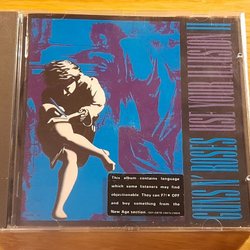 GUNS N' ROSES
USE YOUR ILLUSION II
This album contains language
which some listeners may find
objectionable. They can F?!* OFF
and buy something from the
New Age section.